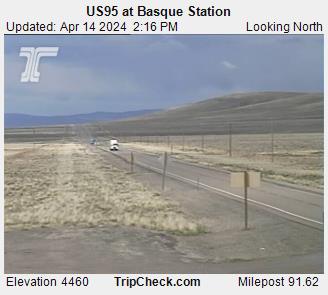 US95 at Basque Station
Updated: Apr 14 2024 2:16 PM Looking North
Elevation 4460 TripCheck.com Milepost 91.62